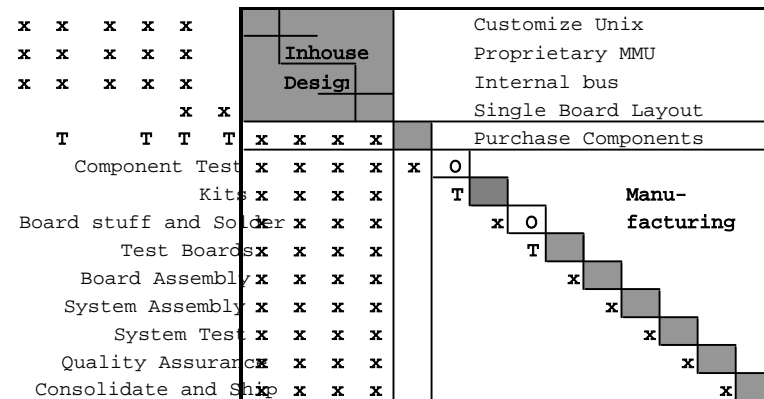 x x x x x Customize Unix
x x x x x Inhouse Proprietary MMU
x x x x x Design Internal bus
x x Single Board Layout
T T T T x x x x Purchase Components
Component Test x x x x x O
Kits x x x x T Manu-
Board stuff and Solder x x x x x O facturing
Test Boards x x x x T
Board Assembly x x x x x
System Assembly x x x x x
System Test x x x x x
Quality Assurance x x x x x
Consolidate and Ship x x x x x